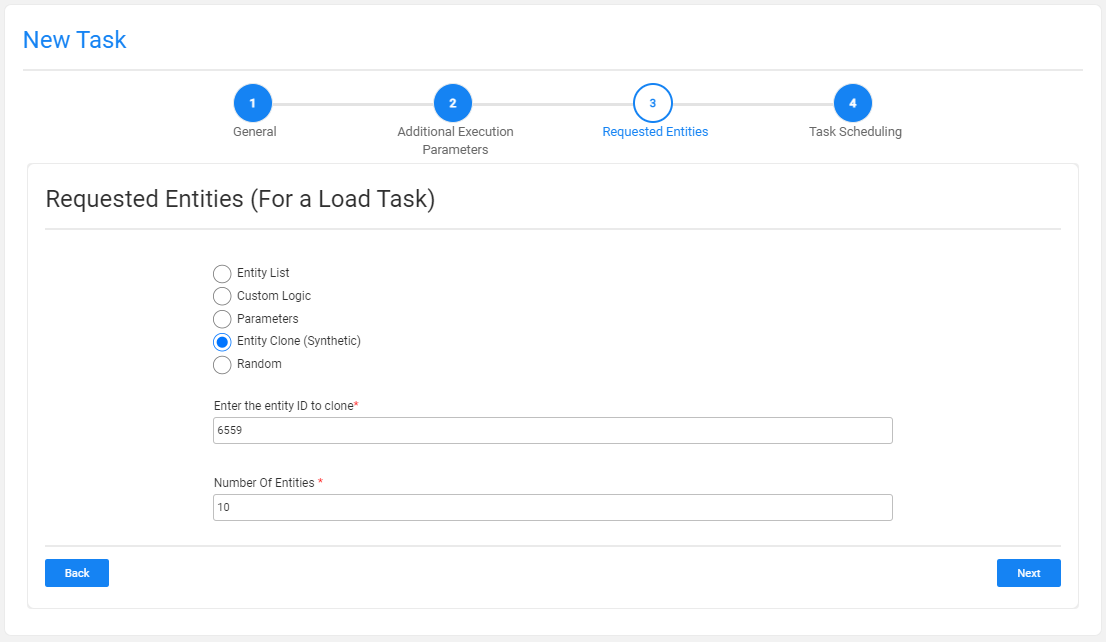 New Task
1
2
3
4
General
Additional Execution
Parameters
Requested Entities
Task Scheduling
Requested Entities (For a Load Task)
Entity List
Custom Logic
Parameters
Entity Clone (Synthetic)
Random
Enter the entity ID to clone*
6559
Number Of Entities *
10
Back
Next